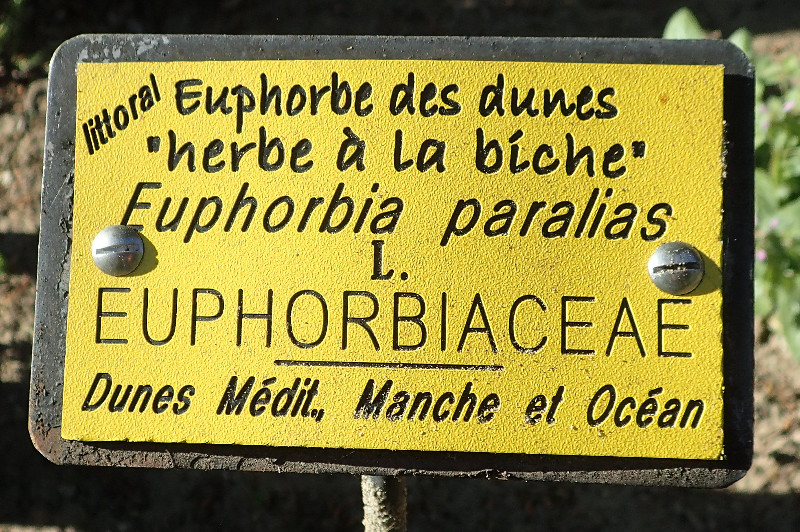 littoral
Euphorbe des dunes
"herbe à la biche"
Euphorbia paralias
L.
EUPHORBIACEAE
Dunes Médit., Manche et Océan